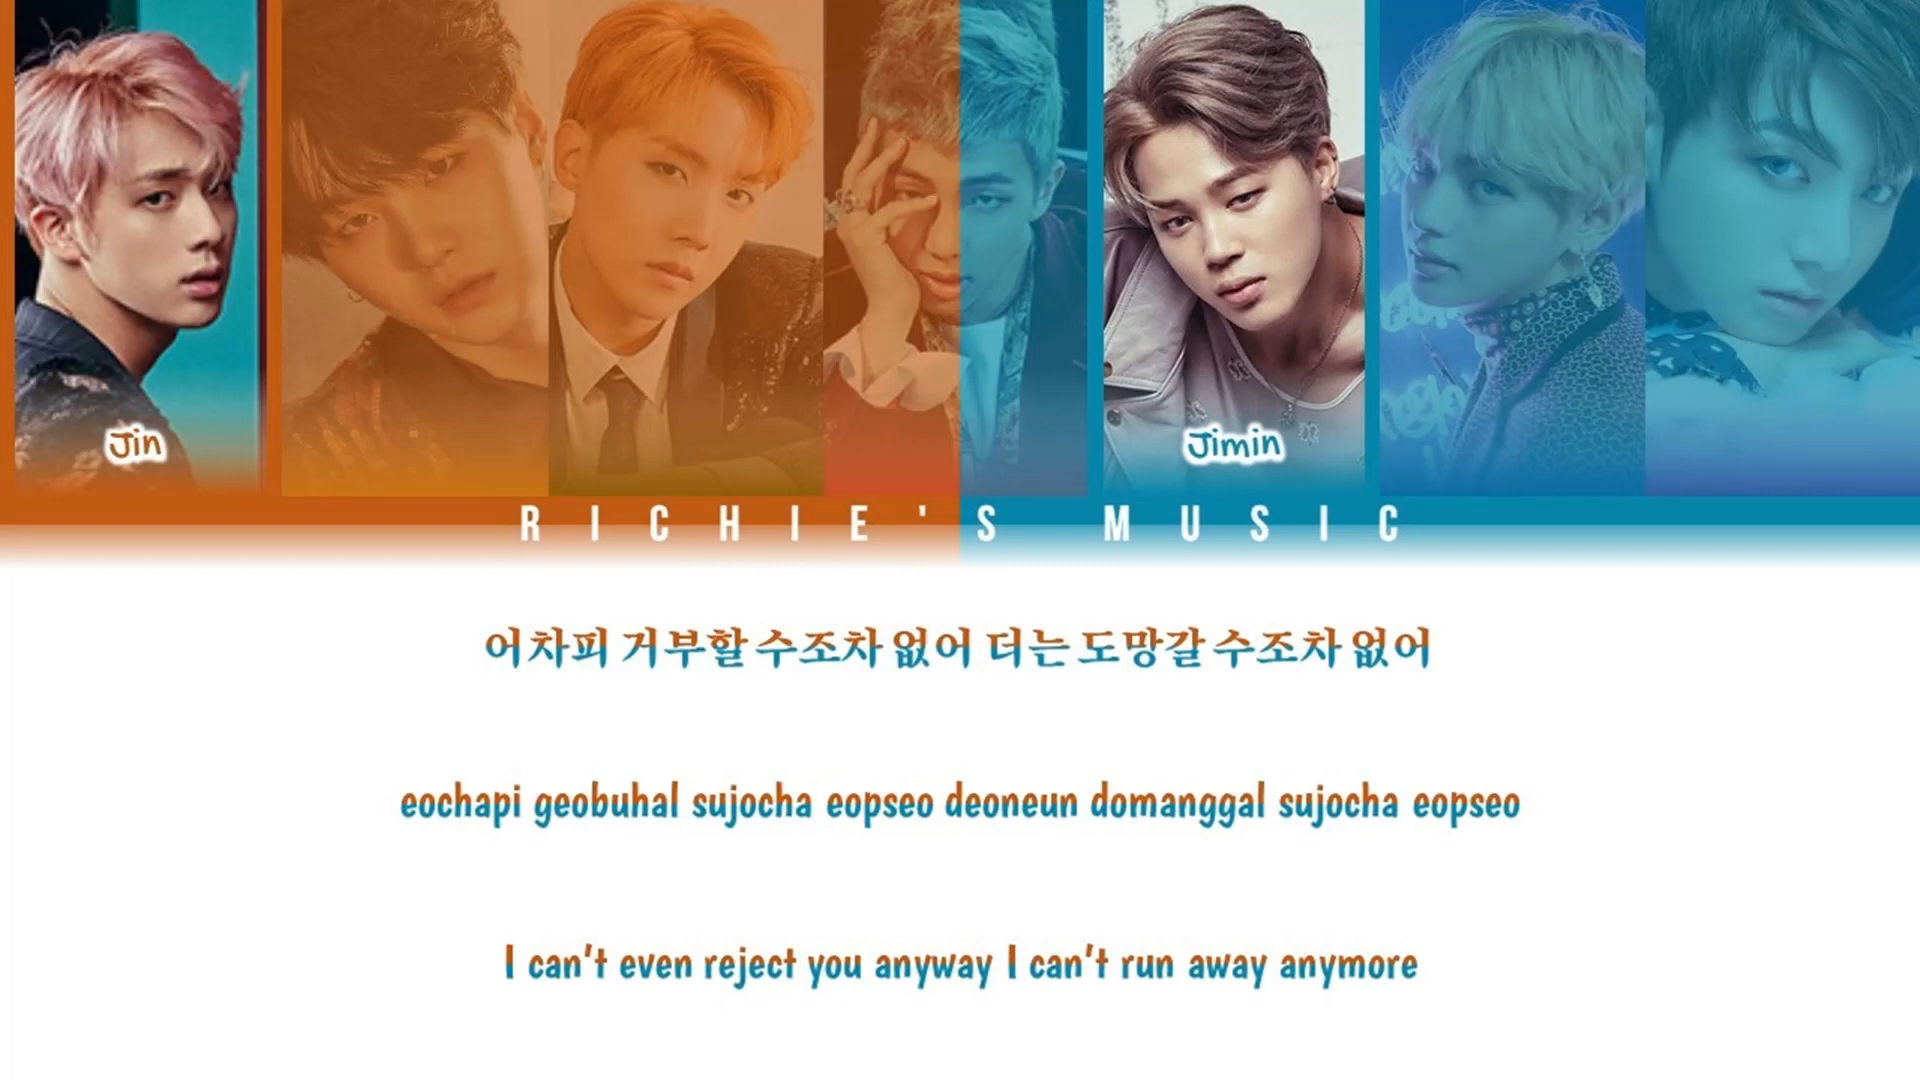 Jin
Jimin
RICHIE'S MUSIC
어차피 거부할 수조차 없어 더는 도망갈 수조차 없어
eochapi geobuhal sujocha eopseo deoneun domanggal sujocha eopseo
I can't even reject you anyway I can't run away anymore